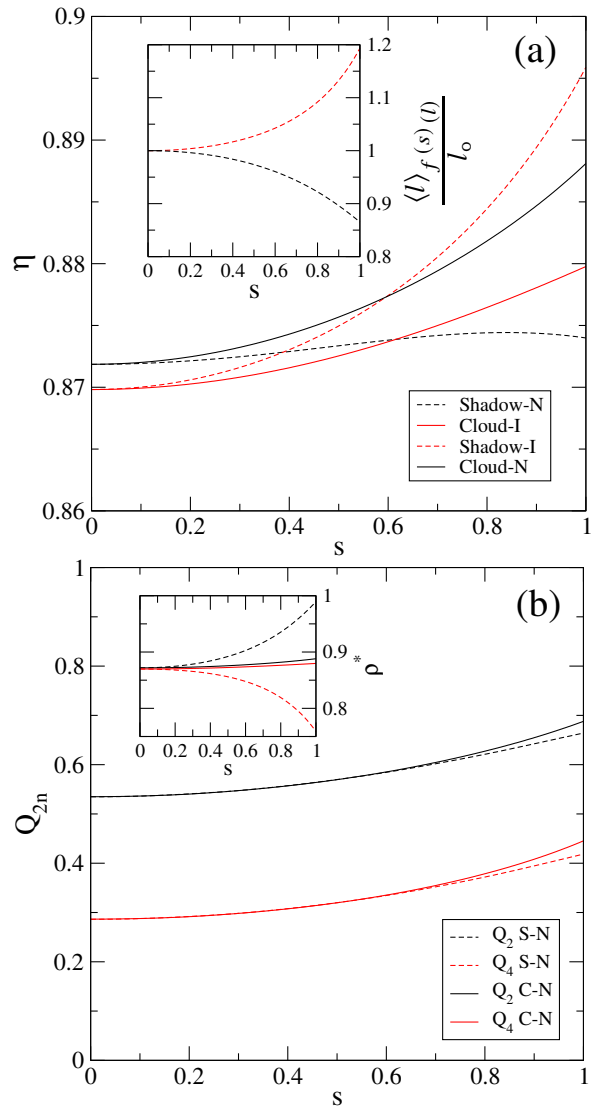 (a)
0.9
0.89
0.88
0.87
0.86
η
0
0.2
0.4
0.6
0.8
1
s
1.2
1.1
1
0.9
0.8
0
0.2
0.4
0.6
0.8
1
s
⟨l⟩ f (s) (l)
l o
Shadow-N
Cloud-I
Shadow-I
Cloud-N
(b)
1
0.8
0.6
0.4
0.2
0
Q2n
0
0.2
0.4
0.6
0.8
1
s
1
0.9
0.8
ρ*
0
0.2
0.4
0.6
0.8
1
s
Q2 S-N
Q4 S-N
Q2 C-N
Q4 C-N